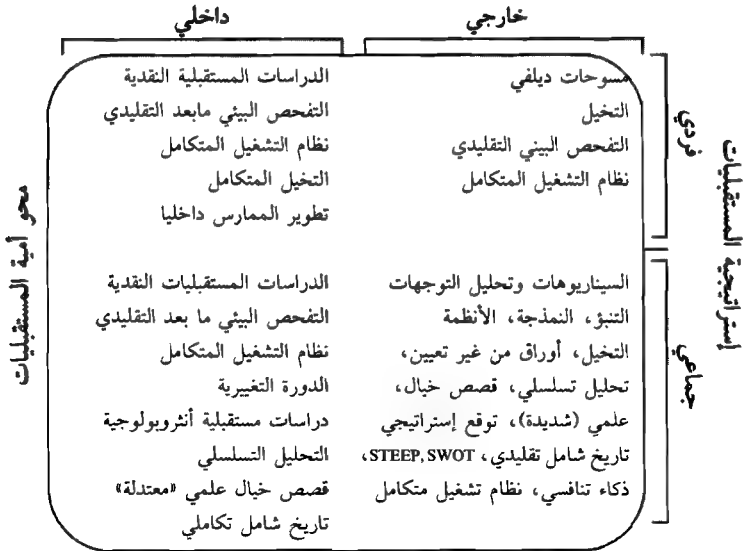 خارجي
داخلي
إستراتيجية المستقبليات
فردي
مسوحات ديلفي
التخيل
التفحص البيني التقليدي
نظام التشغيل المتكامل
الدراسات المستقبلية النقدية
التفحص البيئي مابعد التقليدي
نظام التشغيل المتكامل
التخيل المتكامل
تطوير الممارس داخليا
جماعي
السيناريوهات وتحليل التوجهات
التنبؤ، النمذجة، الأنظمة
التخيل، أوراق من غير تعيين،
تحليل تسلسلي، قصص خيال،
علمي (شديدة)، توقع إستراتيجي
تاريخ شامل تقليدي، STEEP, SWOT،
ذكاء تنافسي، نظام تشغيل متكامل
الدراسات المستقبليات النقدية
التفحص البيئي ما بعد التقليدي
نظام التشغيل المتكامل
الدورة التغييرية
دراسات مستقبلية أنثروبولوجية
التحليل التسلسلي
قصص خيال علمي «معتدلة»
تاريخ شامل تكاملي
محو أمية المستقبليات